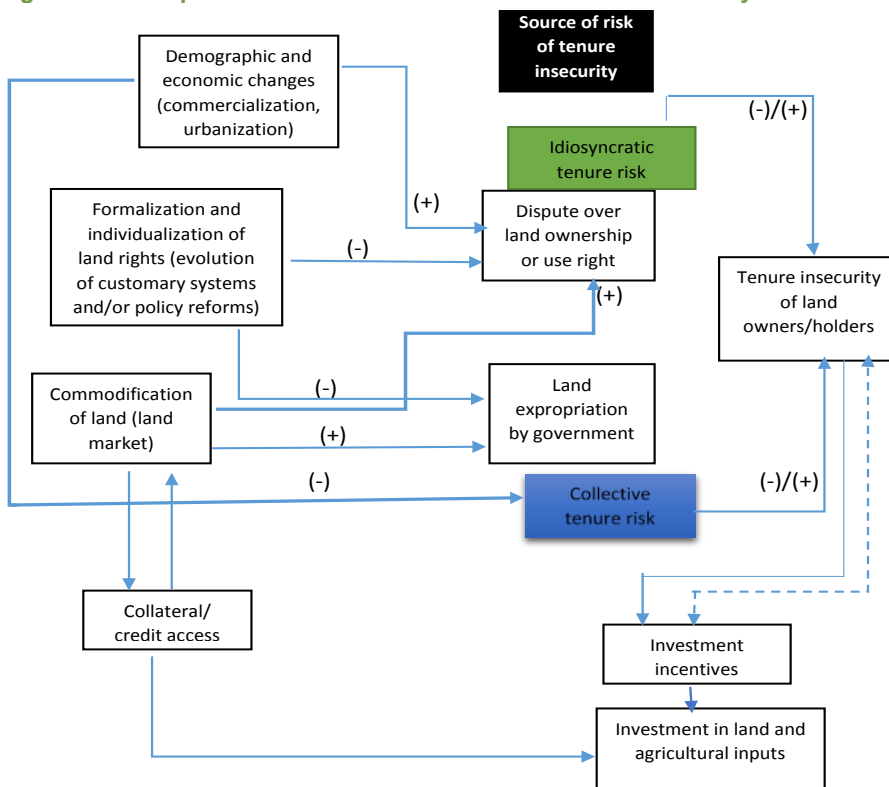 Source of risk
of tenure
insecurity
Demographic and
economic changes
(commercialization,
urbanization)
(-)/(+)
Idiosyncratic
tenure risk
(+)
Formalization and
individualization of
land rights (evolution
of customary systems
and/or policy reforms)
(-)
Dispute over
land ownership
or use right
(+)
Tenure insecurity
of land
owners/holders
Commodification
of land (land
market)
(-)
(+)
Land
expropriation
by government
(-)
Collective
tenure risk
(-)/(+)
Collateral/
credit access
Investment
incentives
Investment in land and
agricultural inputs